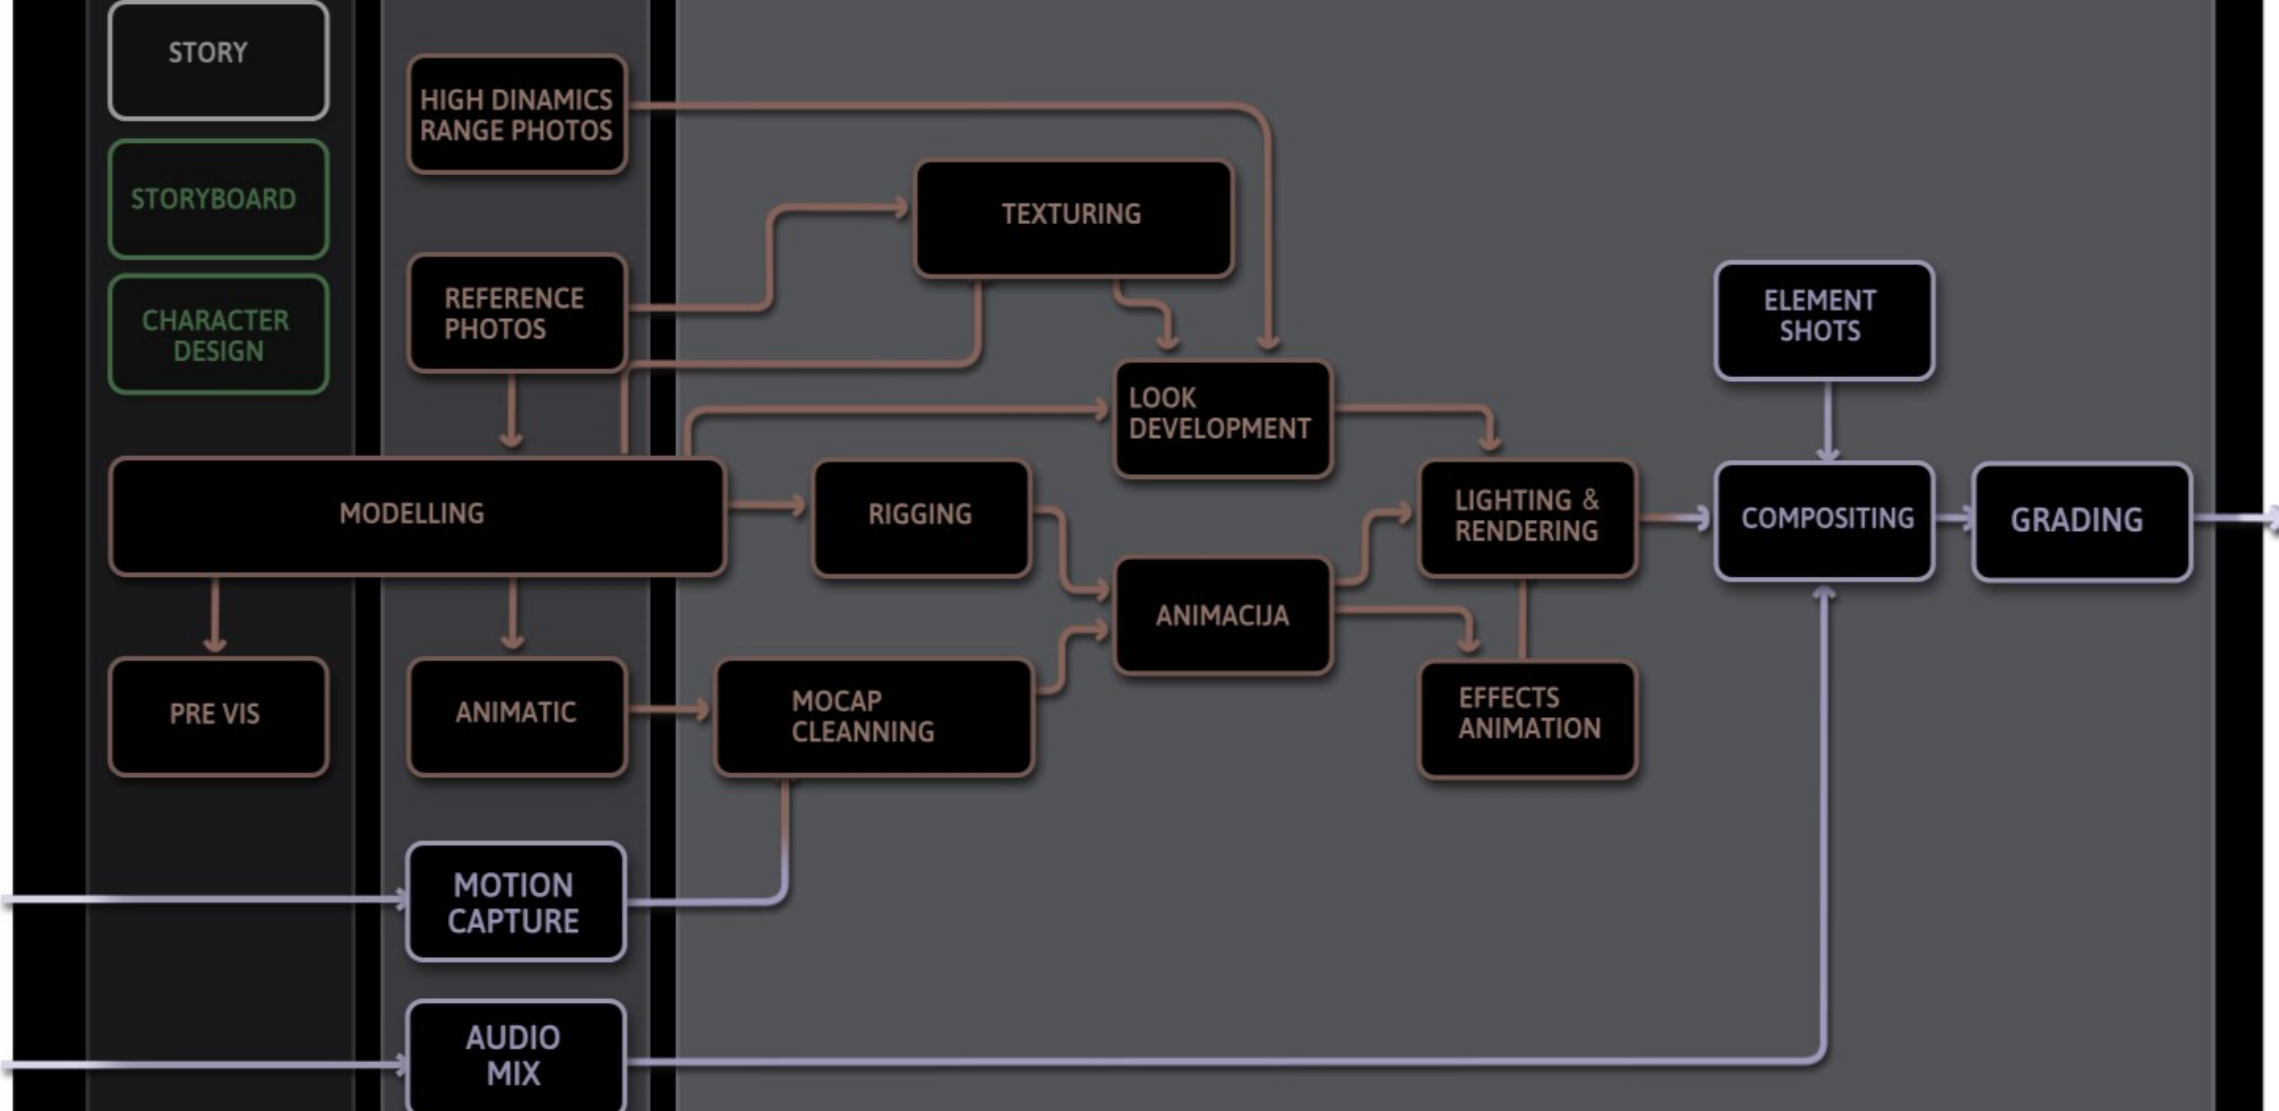 STORY
STORYBOARD
CHARACTER
DESIGN
HIGH DINAMICS
RANGE PHOTOS
REFERENCE
PHOTOS
TEXTURING
LOOK
DEVELOPMENT
ELEMENT
SHOTS
MODELLING
RIGGING
LIGHTING &
RENDERING
COMPOSITING
GRADING
ANIMACIJA
PRE VIS
ANIMATIC
MOCAP
CLEANNING
EFFECTS
ANIMATION
MOTION
CAPTURE
AUDIO
MIX